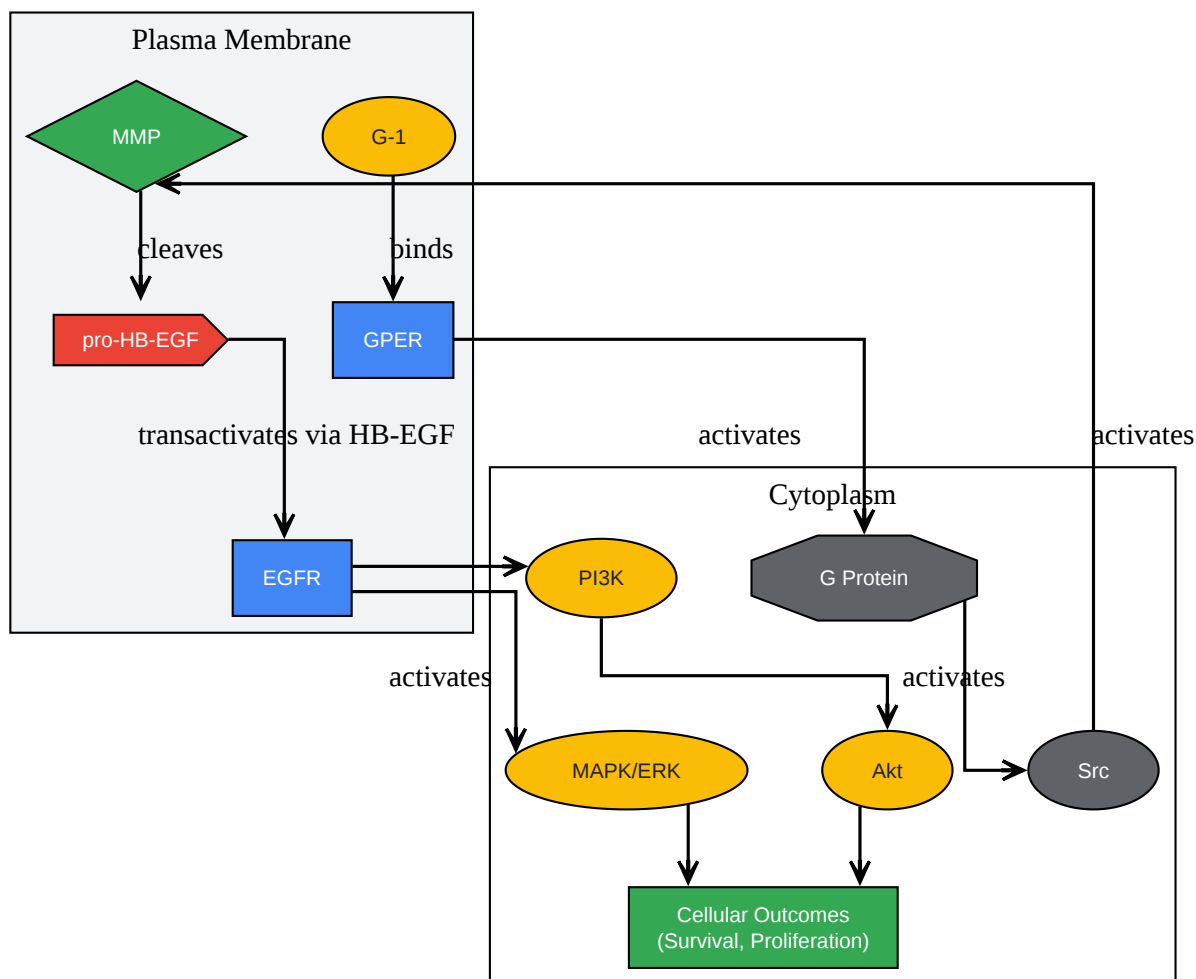 Plasma Membrane
MMP
G-1
cleaves
binds
pro-HB-EGF
GPER
transactivates via HB-EGF
activates
activates
Cytoplasm
EGFR
PI3K
G Protein
activates
activates
MAPK/ERK
Akt
Src
Cellular Outcomes
(Survival, Proliferation)